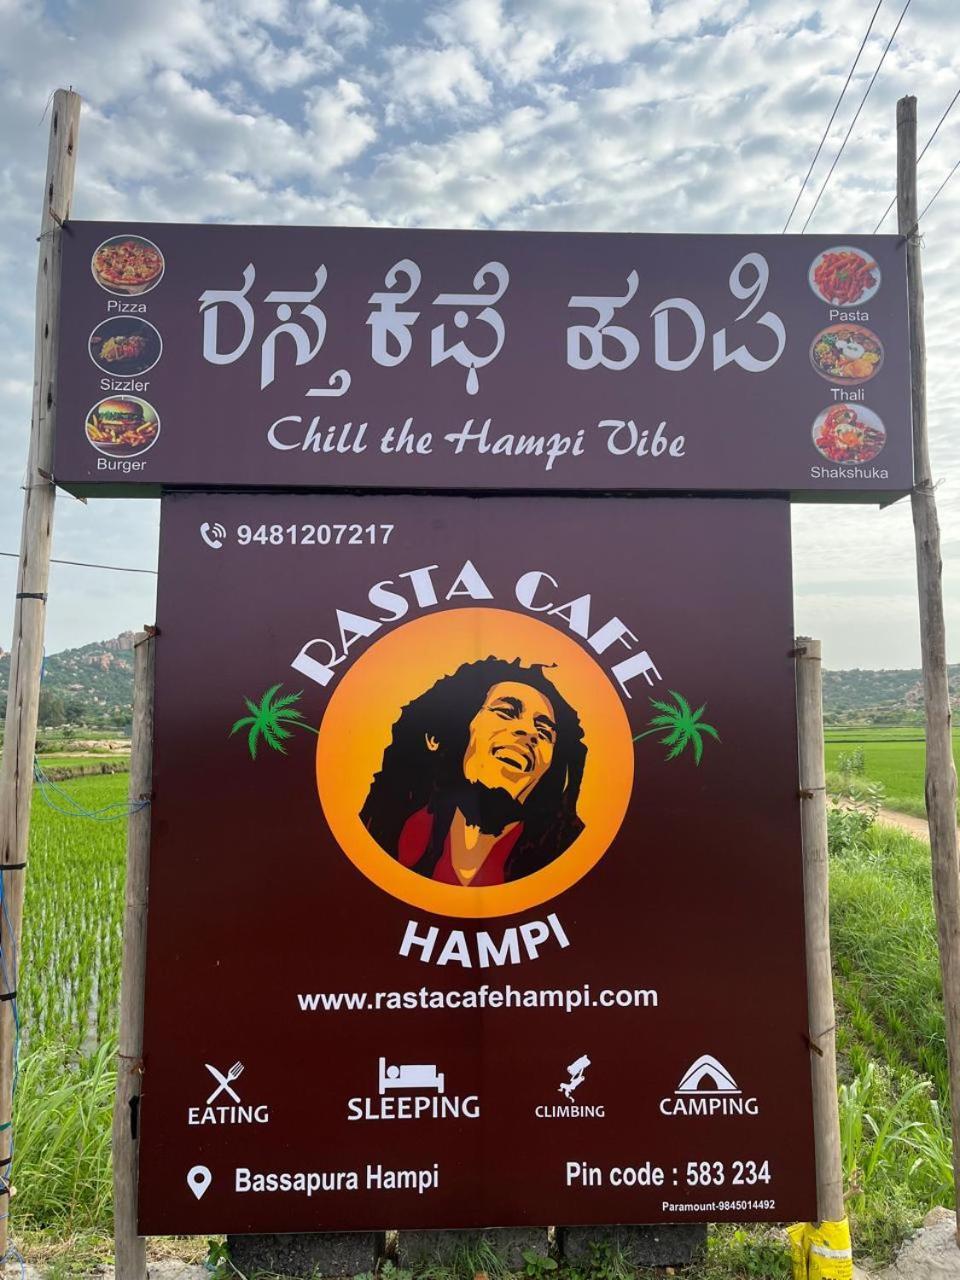 ರಸ್ತ ಕೆಫೆ ಹಂಪಿ
Chill the Hampi Vibe
Pizza
Sizzler
Burger
Pasta
Thali
Shakshuka
9481207217
RASTA CAFE
HAMPI
www.rastacafehampi.com
EATING SLEEPING CLIMBING CAMPING
Bassapura Hampi Pin code : 583 234
Paramount-9845014492